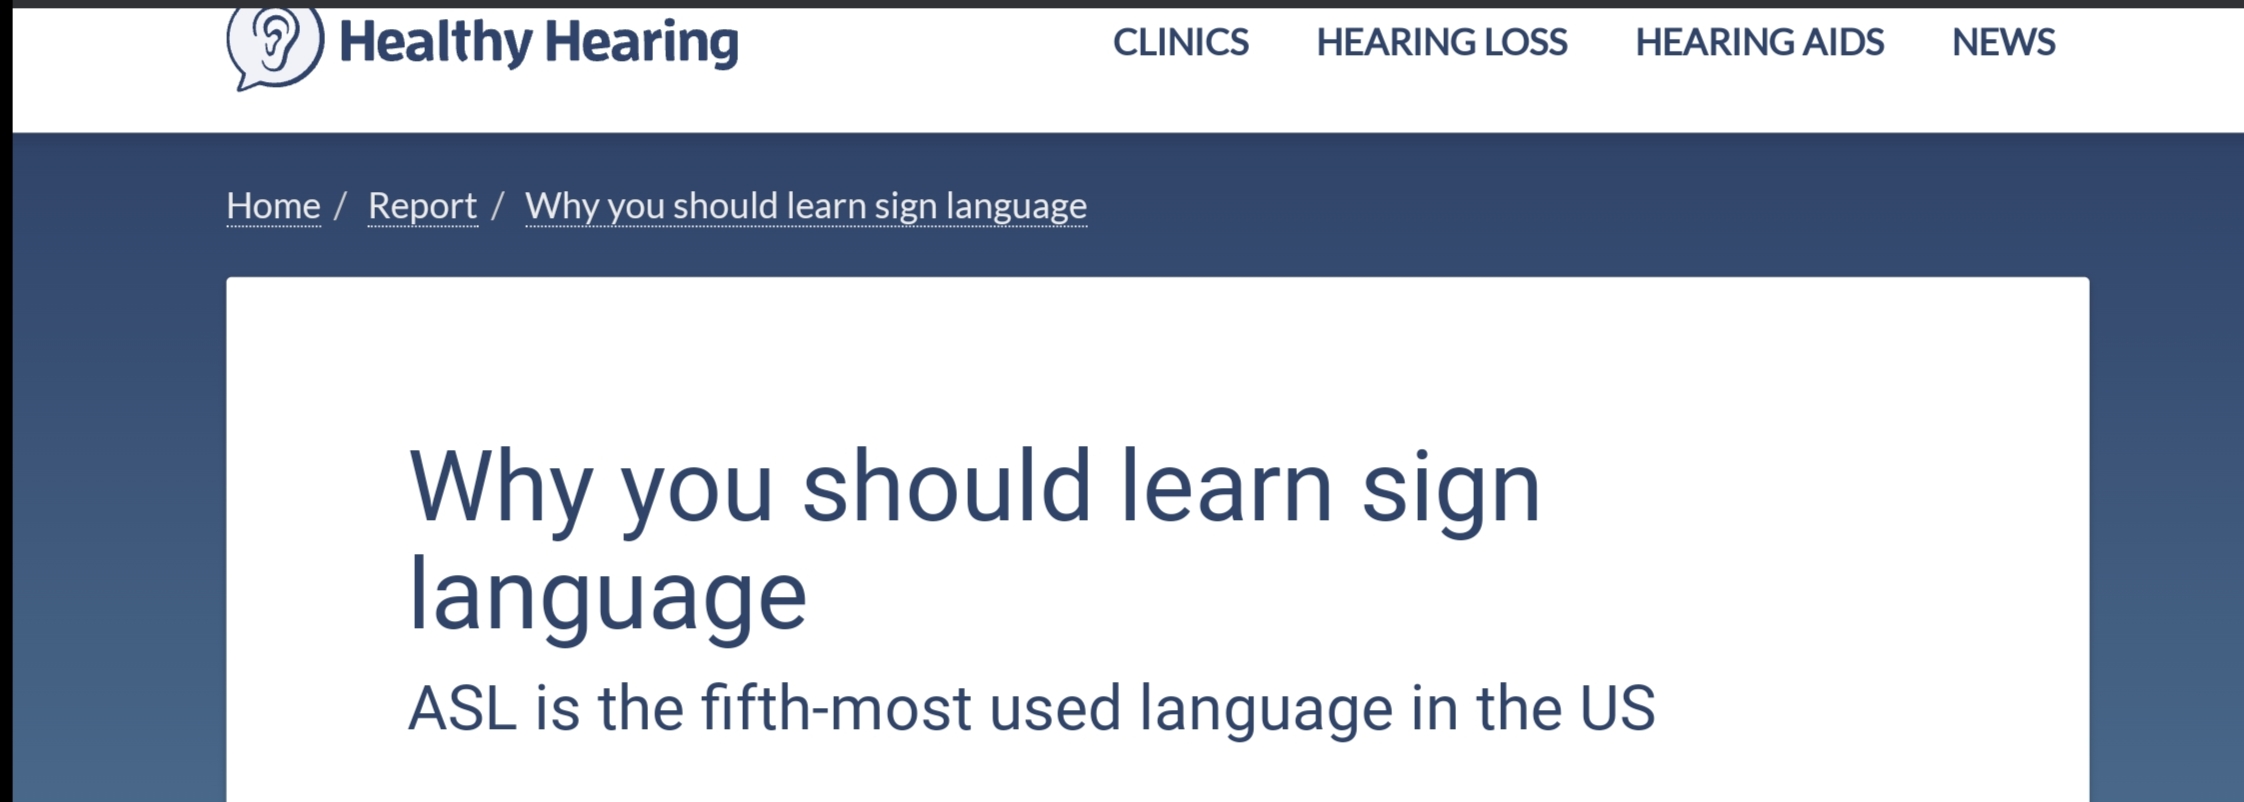 Healthy Hearing
CLINICS HEARING LOSS HEARING AIDS NEWS
Home / Report / Why you should learn sign language
Why you should learn sign
language
ASL is the fifth-most used language in the US